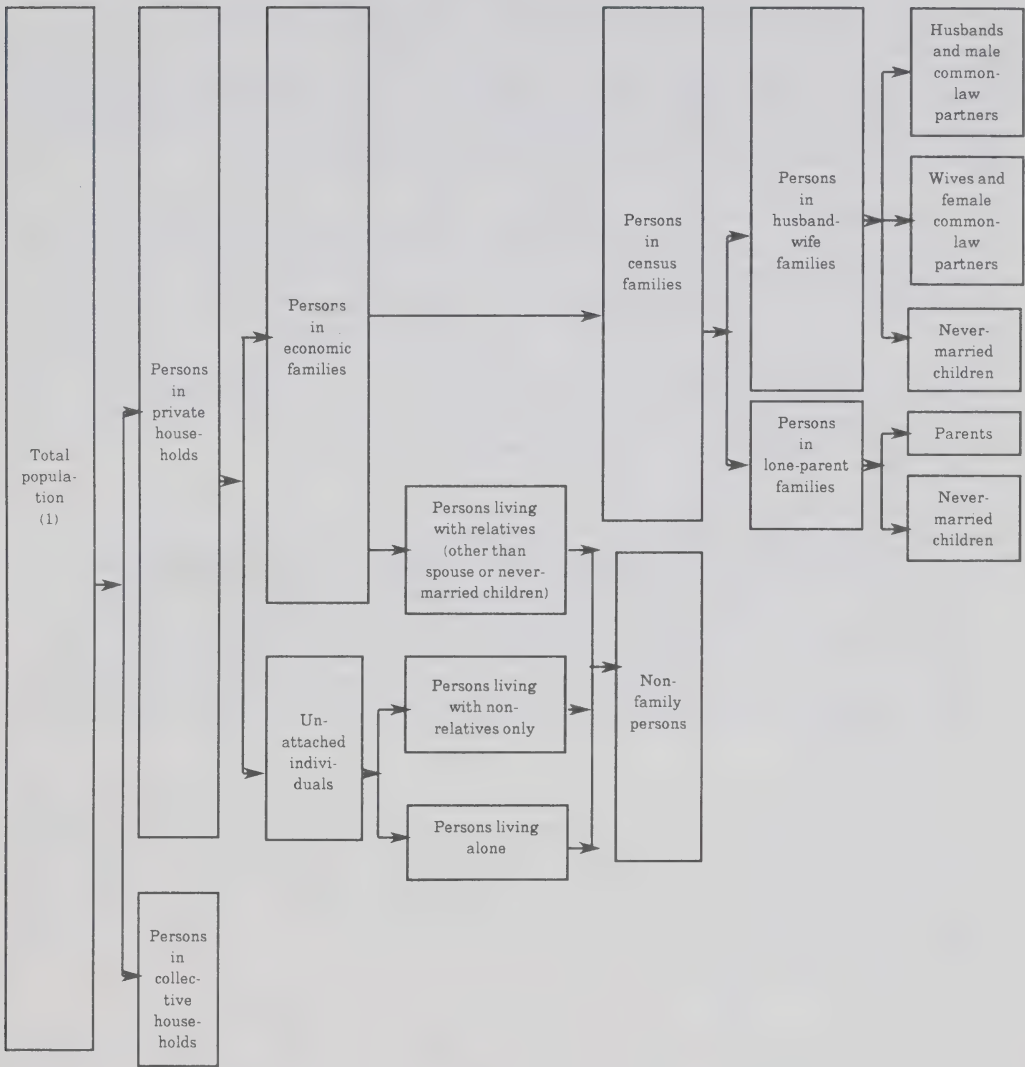 Total
popula-
tion
(1)
Persons
in
private
house-
holds
Persons
in
collec-
tive
house-
holds
Persons
in
economic
families
Un-
attached
indivi-
duals
Persons living
with relatives
(other than
spouse or never-
married children)
Persons living
with non-
relatives only
Persons living
alone
Persons
in
census
families
Non-
family
persons
Persons
in
husband-
wife
families
Persons
in
lone-parent
families
Husbands
and male
common-
law
partners
Wives and
female
common-
law
partners
Never-
married
children
Parents
Never-
married
children